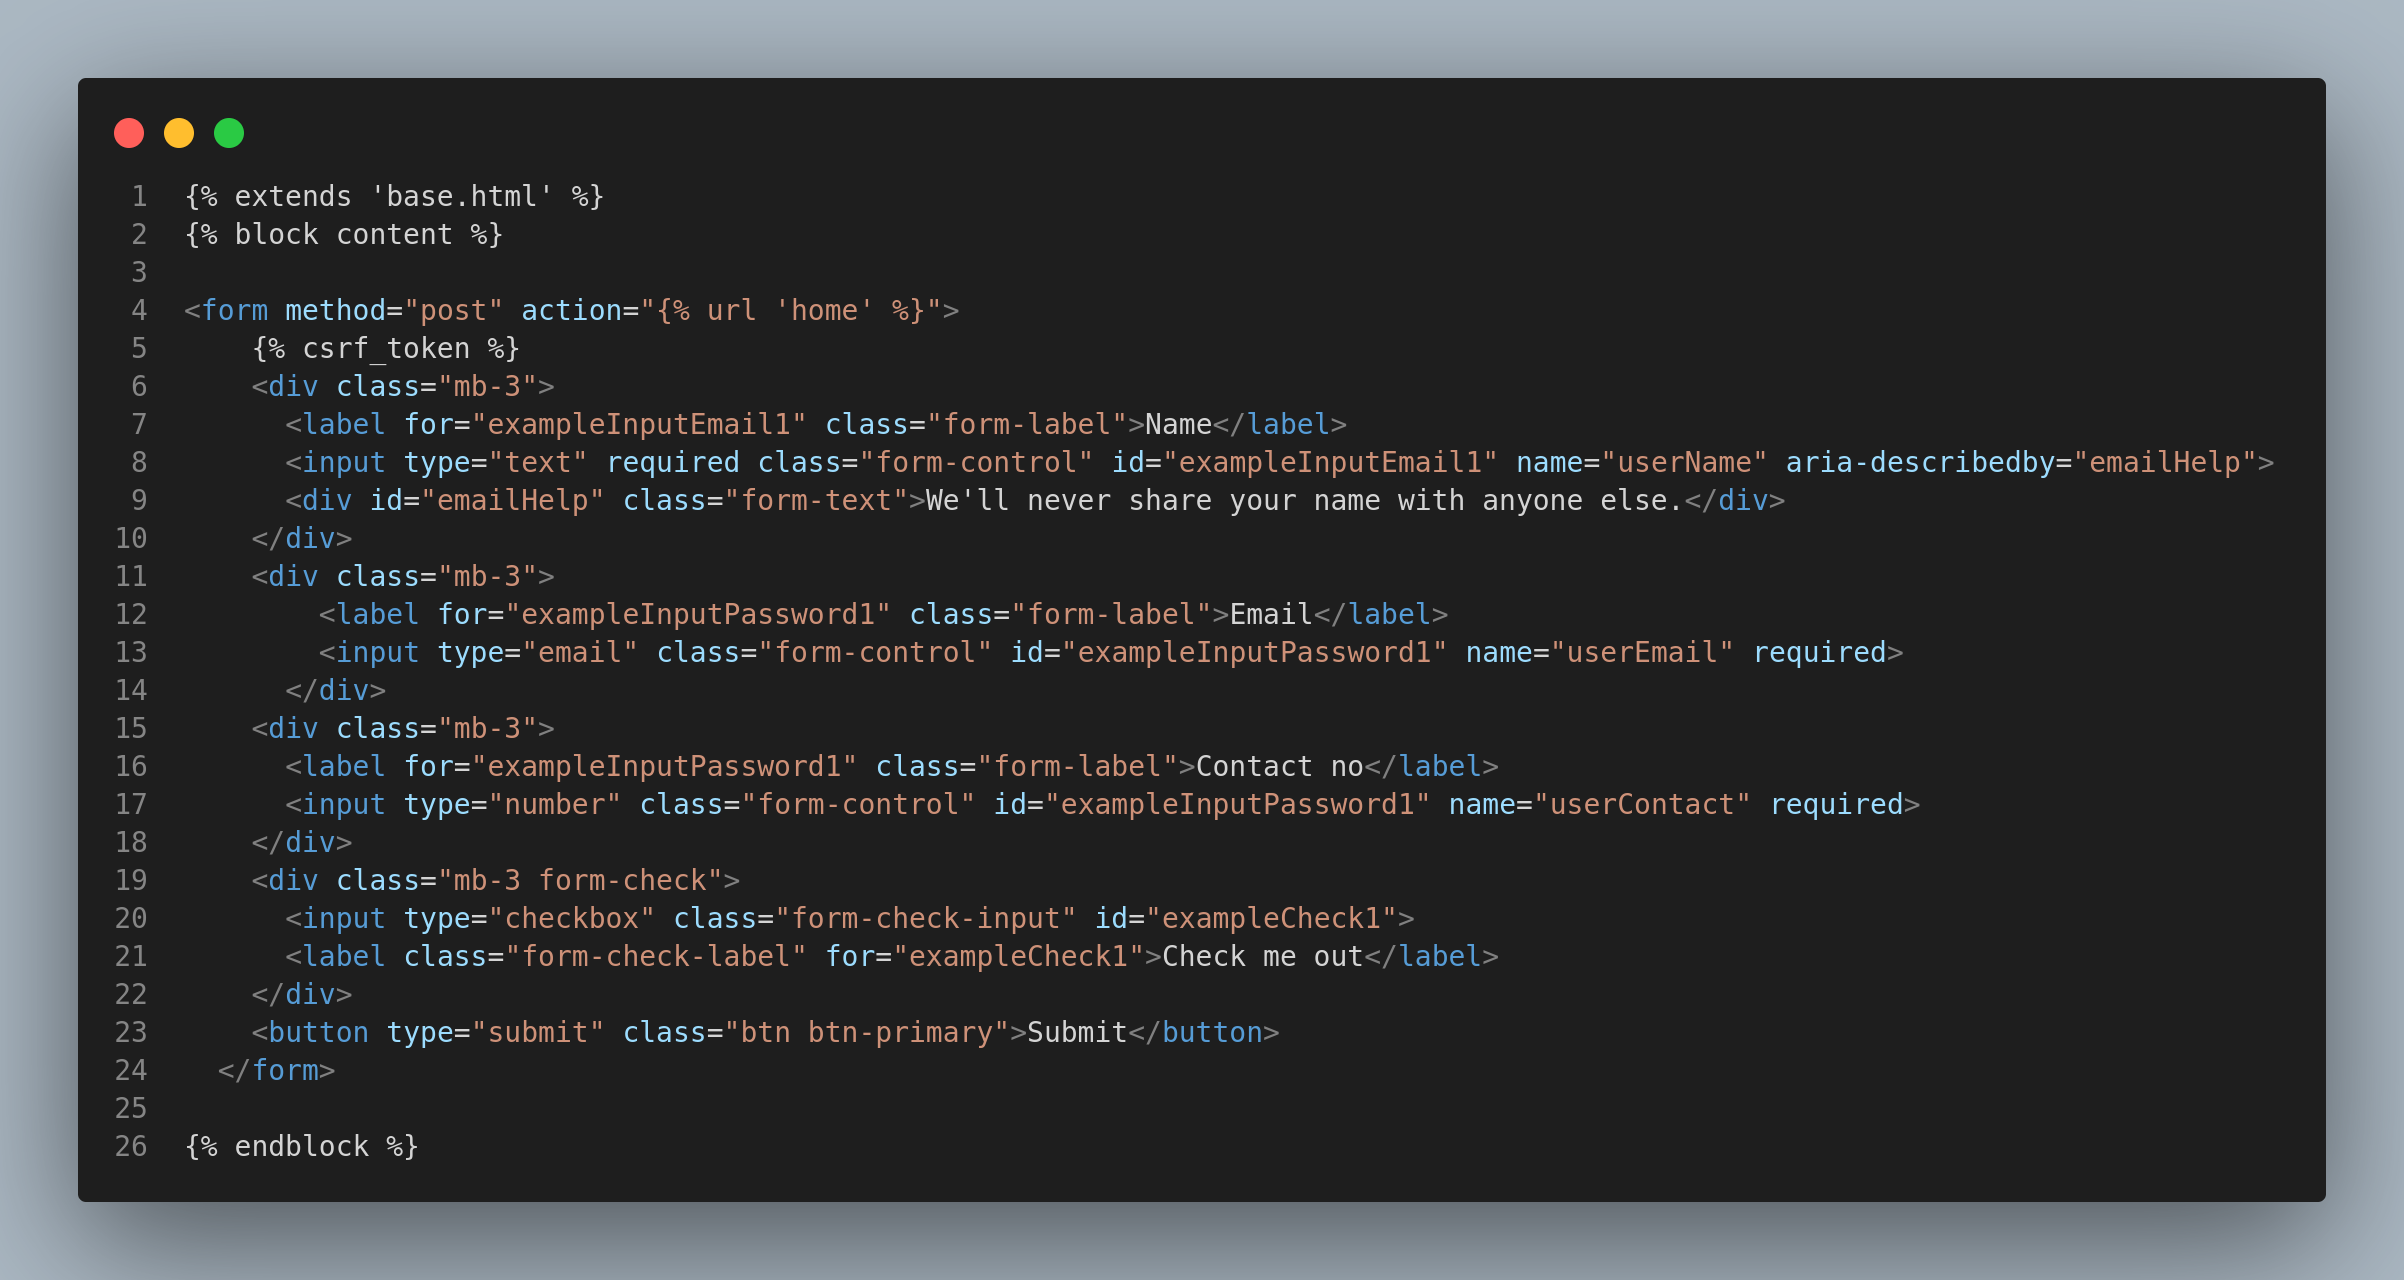 1 {% extends 'base.html' %}
2 {% block content %}
3
4 <form method="post" action="{% url 'home' %}">
5     {% csrf_token %}
6     <div class="mb-3">
7       <label for="exampleInputEmail1" class="form-label">Name</label>
8       <input type="text" required class="form-control" id="exampleInputEmail1" name="userName" aria-describedby="emailHelp">
9       <div id="emailHelp" class="form-text">We'll never share your name with anyone else.</div>
10     </div>
11     <div class="mb-3">
12         <label for="exampleInputPassword1" class="form-label">Email</label>
13         <input type="email" class="form-control" id="exampleInputPassword1" name="userEmail" required>
14       </div>
15     <div class="mb-3">
16       <label for="exampleInputPassword1" class="form-label">Contact no</label>
17       <input type="number" class="form-control" id="exampleInputPassword1" name="userContact" required>
18     </div>
19     <div class="mb-3 form-check">
20       <input type="checkbox" class="form-check-input" id="exampleCheck1">
21       <label class="form-check-label" for="exampleCheck1">Check me out</label>
22     </div>
23     <button type="submit" class="btn btn-primary">Submit</button>
24   </form>
25
26 {% endblock %}